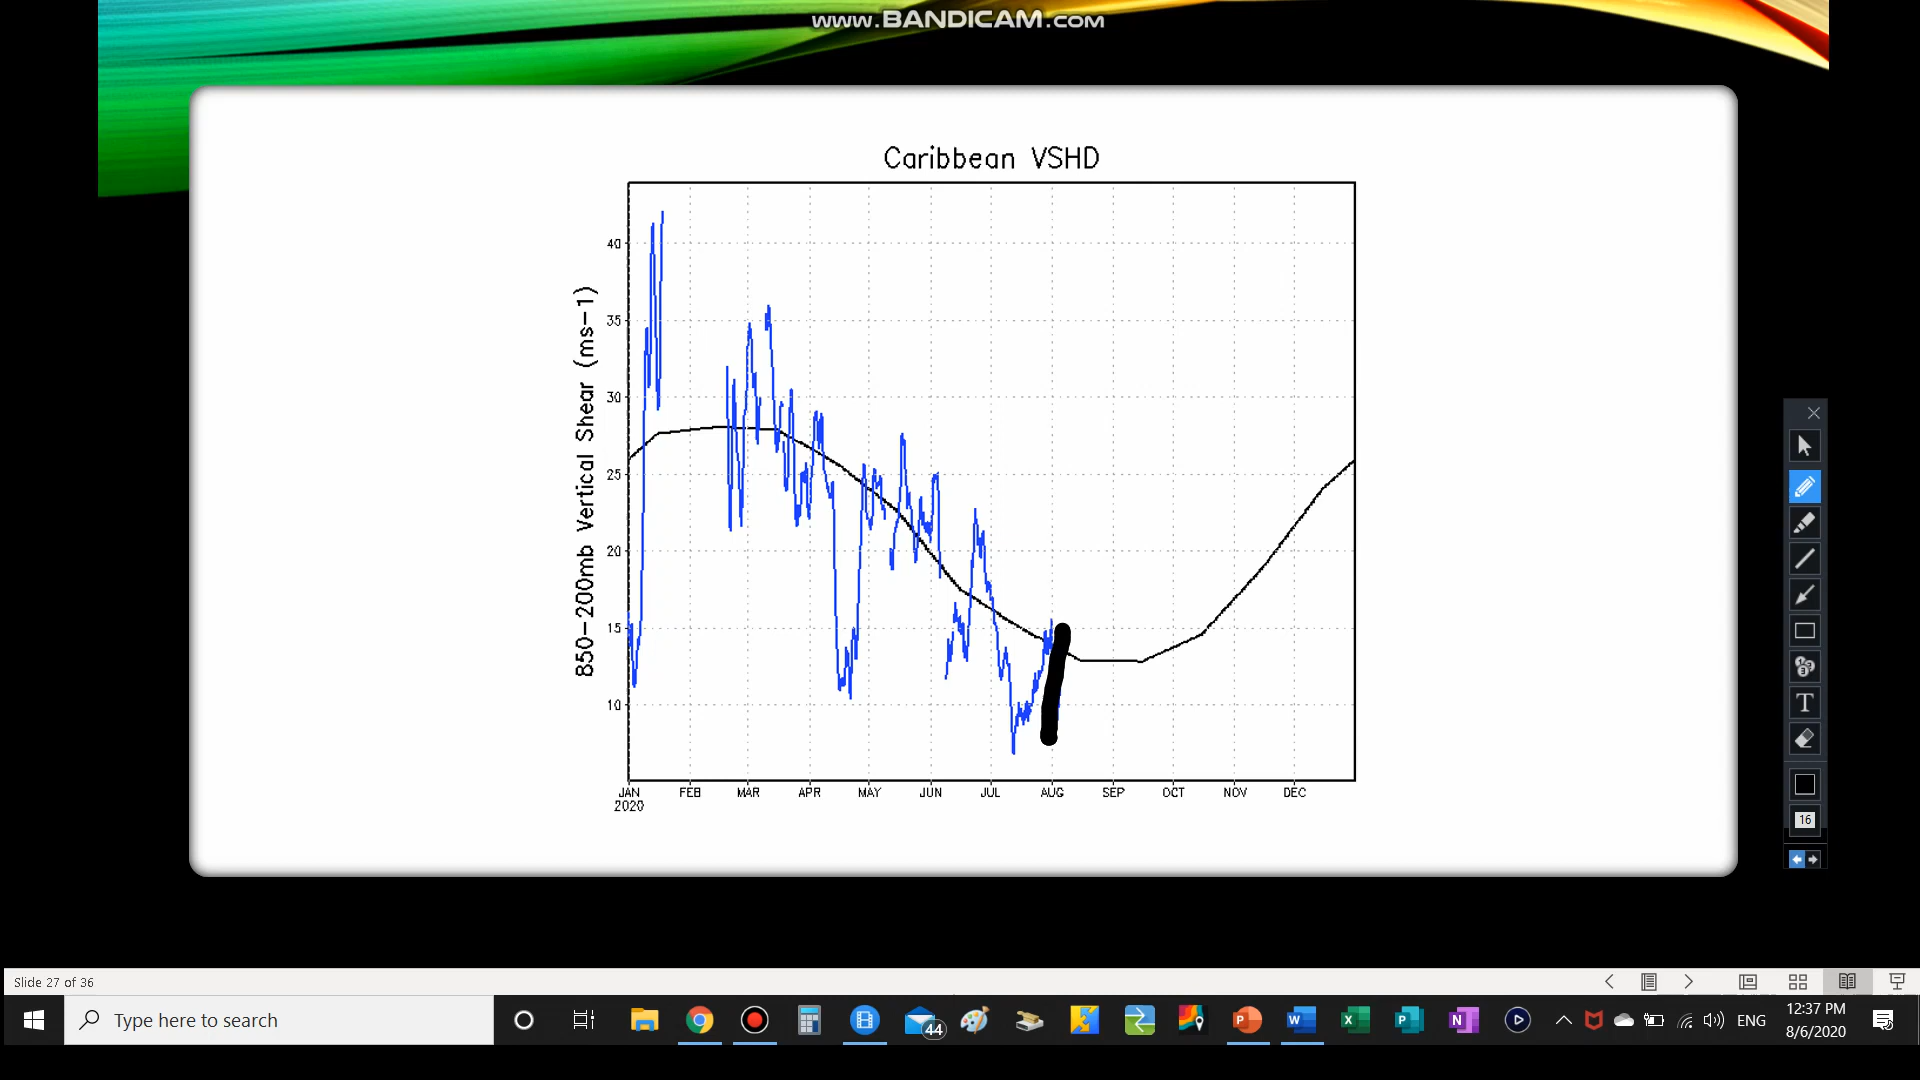 www.BANDICAM.com
Caribbean VSHD
850-200mb Vertical Shear (ms-1)
40
35
30
25
20
15
10
JAN FEB MAR APR MAY JUN JUL AUG SEP OCT NOV DEC
2020
T
16
Slide 27 of 36
Type here to search
44
P
W
X
P
N
ENG
12:37 PM
8/6/2020